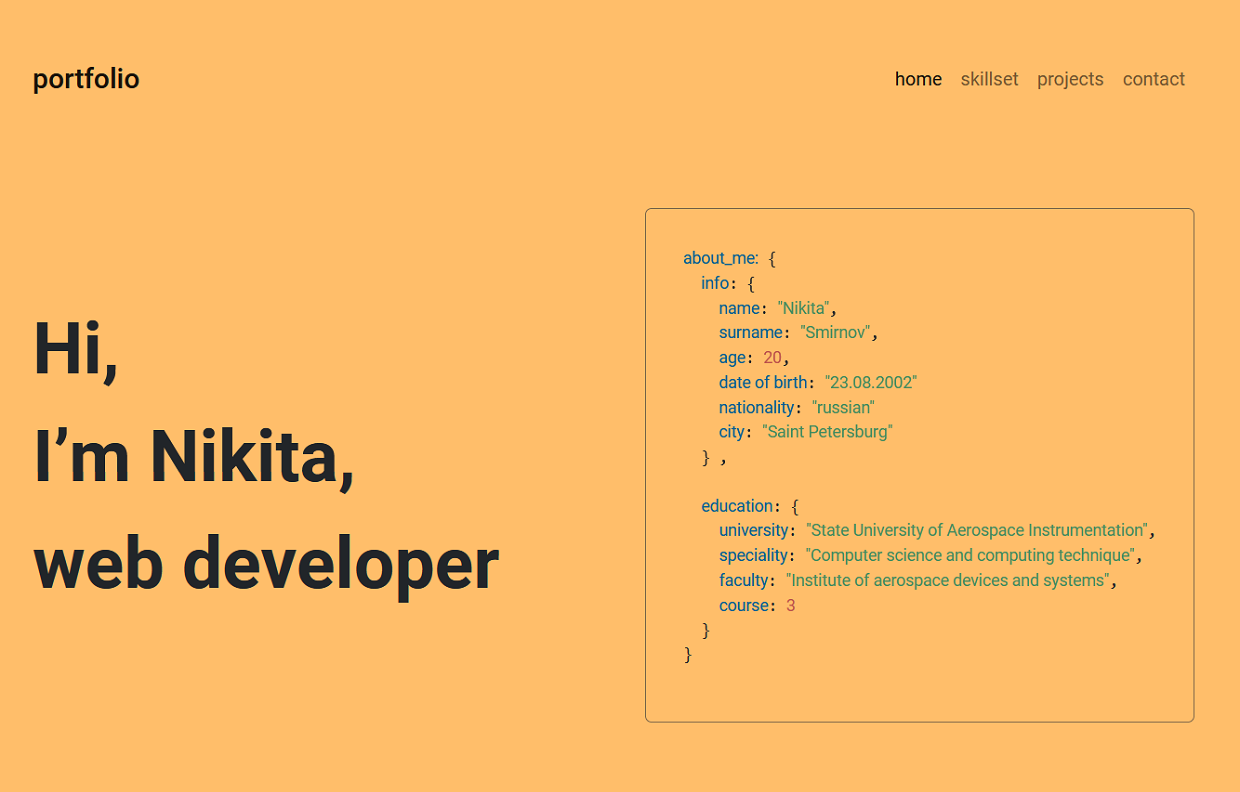 portfolio
home skillset projects contact
Hi,
I’m Nikita,
web developer
about_me: {
info: {
name: "Nikita",
surname: "Smirnov",
age: 20,
date of birth: "23.08.2002"
nationality: "russian"
city: "Saint Petersburg"
} ,
education: {
university: "State University of Aerospace Instrumentation",
speciality: "Computer science and computing technique",
faculty: "Institute of aerospace devices and systems",
course: 3
}
}